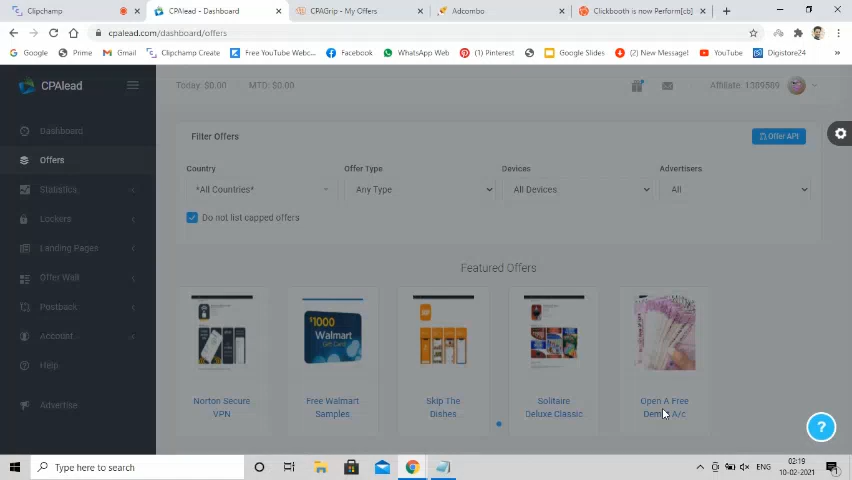 Clipchamp
CPAlead - Dashboard
CPAGrip - My Offers
Adcombo
Clickbooth is now Perform[cb]
cpalead.com/dashboard/offers
Google
Prime
Gmail
Clipchamp Create
Free YouTube Webc...
Facebook
WhatsApp Web
(1) Pinterest
Google Slides
(2) New Message!
YouTube
Digistore24
»
CPAlead
Today: $0.00
MTD: $0.00
Affiliate: 1389589
Dashboard
Offers
Statistics
Lockers
Landing Pages
Offer Wall
Postback
Account
Help
Advertise
Filter Offers
Offer API
Country
Offer Type
Devices
Advertisers
*All Countries*
Any Type
All Devices
All
Do not list capped offers
Featured Offers
$1000
Walmart
Get Card
Norton Secure
VPN
Free Walmart
Samples
Skip The
Dishes
Solitaire
Deluxe Classic
Open A Free
Demo A/c
?
Type here to search
ENG
02:19
10-02-2021